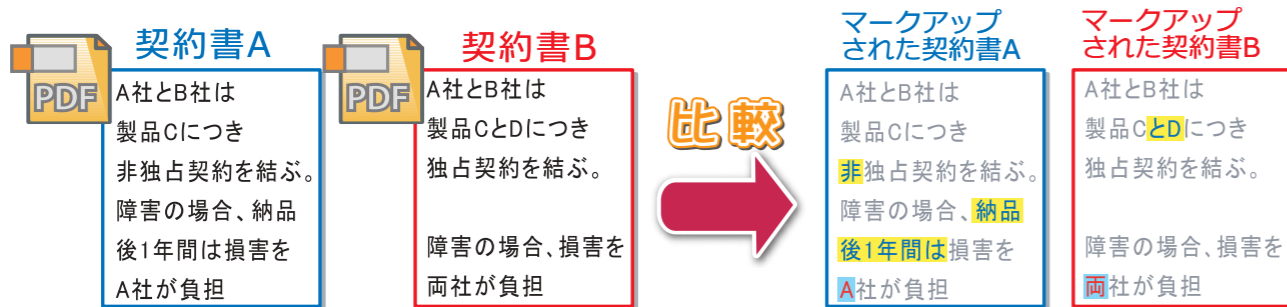 契約書A
PDF
A社とB社は
製品Cにつき
非独占契約を結ぶ。
障害の場合、納品
後1年間は損害を
A社が負担
契約書B
PDF
A社とB社は
製品CとDにつき
独占契約を結ぶ。
障害の場合、損害を
両社が負担
比較
マークアップ
された契約書A
A社とB社は
製品Cにつき
非独占契約を結ぶ。
障害の場合、納品
後1年間は損害を
A社が負担
マークアップ
された契約書B
A社とB社は
製品CとDにつき
独占契約を結ぶ。
障害の場合、損害を
両社が負担